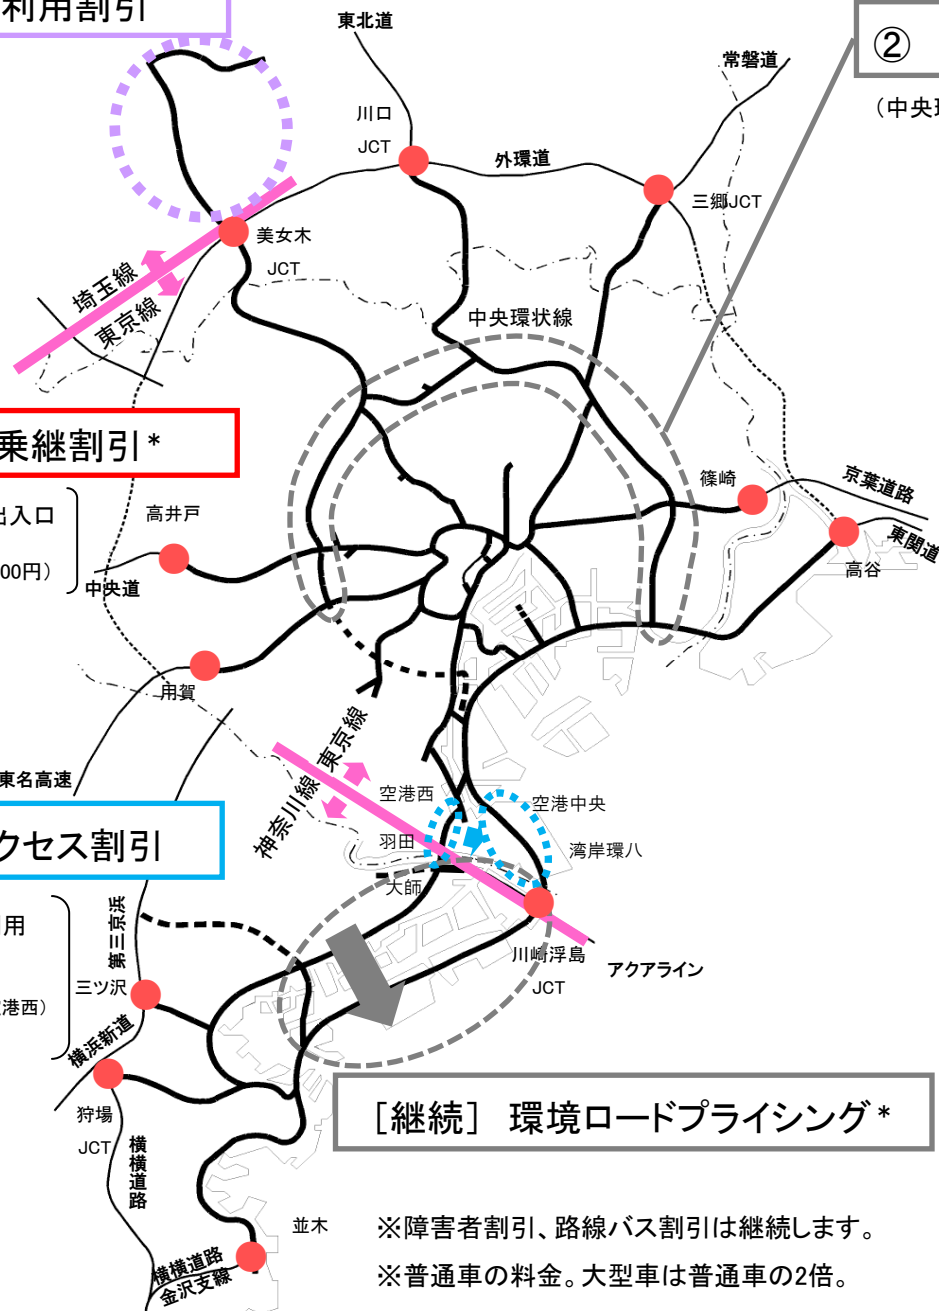 利用割引
東北道
②
常磐道
（中央環
川口
JCT
外環道
三郷JCT
美女木
JCT
埼玉線
東京線
中央環状線
乗継割引*
篠崎
京葉道路
出入口
高井戸
東関道
00円）
中央道
高谷
用賀
東京線
神奈川線
東名高速
空港西
空港中央
クセス割引
羽田
湾岸環八
大師
用
第三京浜
川崎浮島
JCT
アクアライン
三ツ沢
港西）
横浜新道
狩場
JCT
横横道路
［継続］ 環境ロードプライシング*
並木
※障害者割引、路線バス割引は継続します。
横横道路
金沢支線
※普通車の料金。大型車は普通車の2倍。